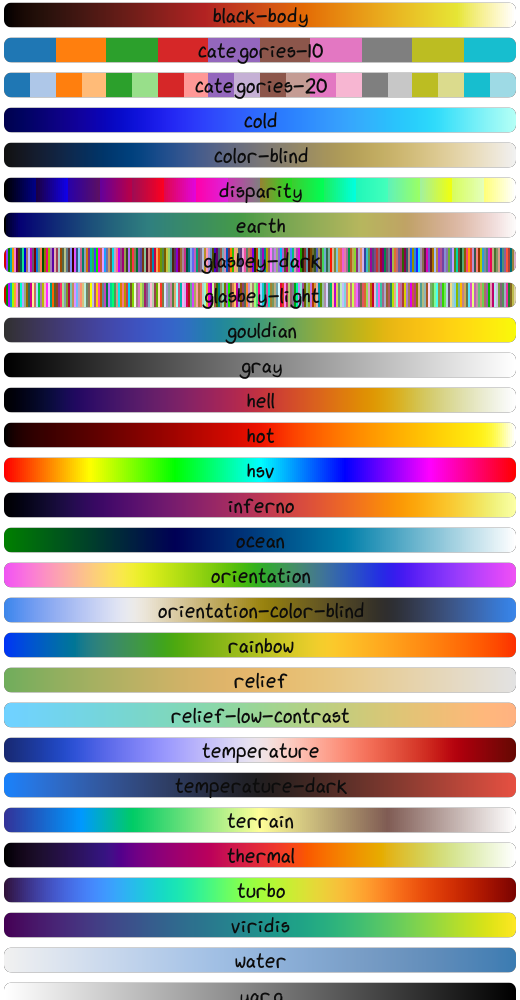 black-body
categories-10
categories-20
cold
color-blind
disparity
earth
glasbey-dark
glasbey-light
gouldian
gray
hell
hot
hsv
inferno
ocean
orientation
orientation-color-blind
rainbow
relief
relief-low-contrast
temperature
temperature-dark
terrain
thermal
turbo
viridis
water
yarg